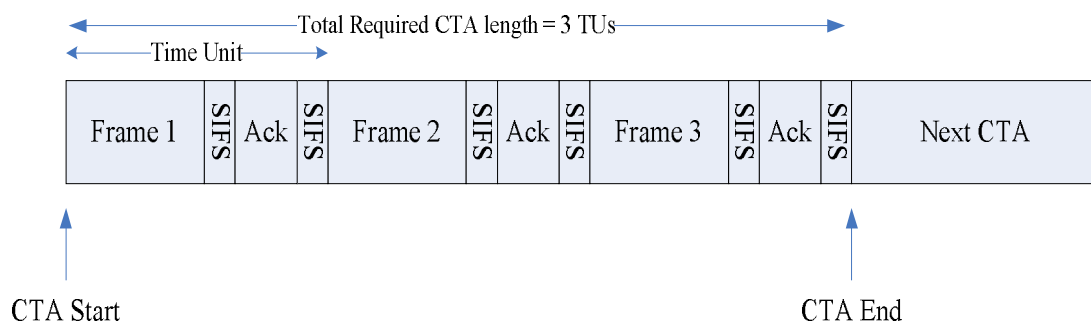 Total Required CTA length = 3 TUs
Time Unit
Frame 1 SIFS Ack SIFS Frame 2 SIFS Ack SIFS Frame 3 SIFS Ack SIFS Next CTA
CTA Start CTA End